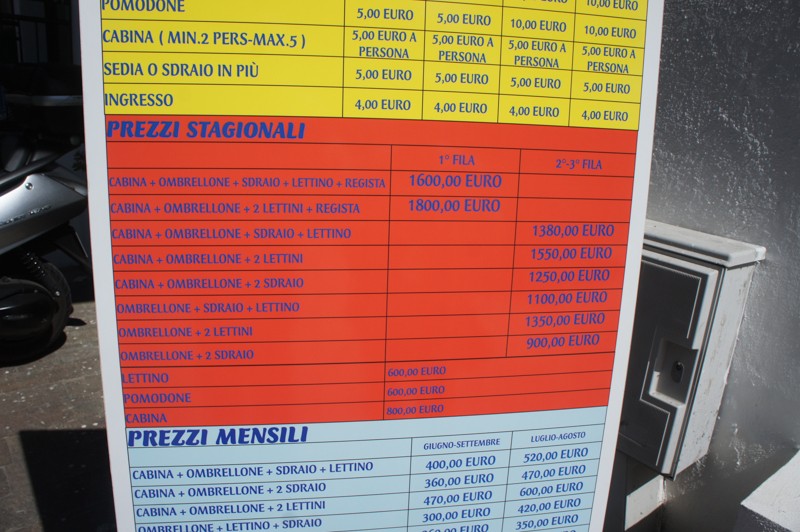 10,00 EURO
POMODONE 5,00 EURO 5,00 EURO 10,00 EURO 10,00 EURO
CABINA ( MIN.2 PERS-MAX.5 ) 5,00 EURO A PERSONA 5,00 EURO A PERSONA 5,00 EURO A PERSONA 5,00 EURO A PERSONA
SEDIA O SDRAIO IN PIÙ 5,00 EURO 5,00 EURO 5,00 EURO 5,00 EURO
INGRESSO 4,00 EURO 4,00 EURO 4,00 EURO 4,00 EURO
PREZZI STAGIONALI
1° FILA 2°-3° FILA
CABINA + OMBRELLONE + SDRAIO + LETTINO + REGISTA 1600,00 EURO
CABINA + OMBRELLONE + 2 LETTINI + REGISTA 1800,00 EURO
CABINA + OMBRELLONE + SDRAIO + LETTINO 1380,00 EURO
CABINA + OMBRELLONE + 2 LETTINI 1550,00 EURO
CABINA + OMBRELLONE + 2 SDRAIO 1250,00 EURO
OMBRELLONE + SDRAIO + LETTINO 1100,00 EURO
OMBRELLONE + 2 LETTINI 1350,00 EURO
OMBRELLONE + 2 SDRAIO 900,00 EURO
LETTINO 600,00 EURO
POMODONE 600,00 EURO
CABINA 800,00 EURO
PREZZI MENSILI
GIUGNO-SETTEMBRE LUGLIO-AGOSTO
CABINA + OMBRELLONE + SDRAIO + LETTINO 400,00 EURO 520,00 EURO
CABINA + OMBRELLONE + 2 SDRAIO 360,00 EURO 470,00 EURO
CABINA + OMBRELLONE + 2 LETTINI 470,00 EURO 600,00 EURO
OMBRELLONE + LETTINO + SDRAIO 300,00 EURO 420,00 EURO
350,00 EURO